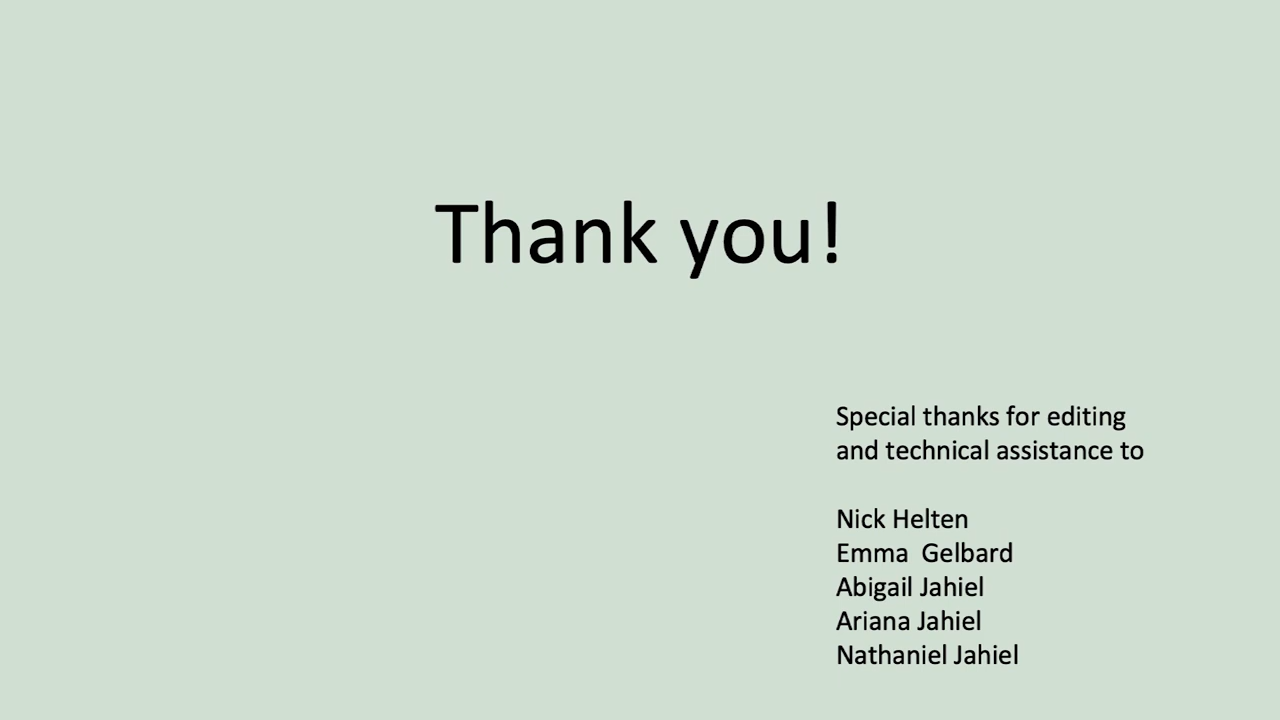 Thank you!
Special thanks for editing
and technical assistance to
Nick Helten
Emma  Gelbard
Abigail Jahiel
Ariana Jahiel
Nathaniel Jahiel